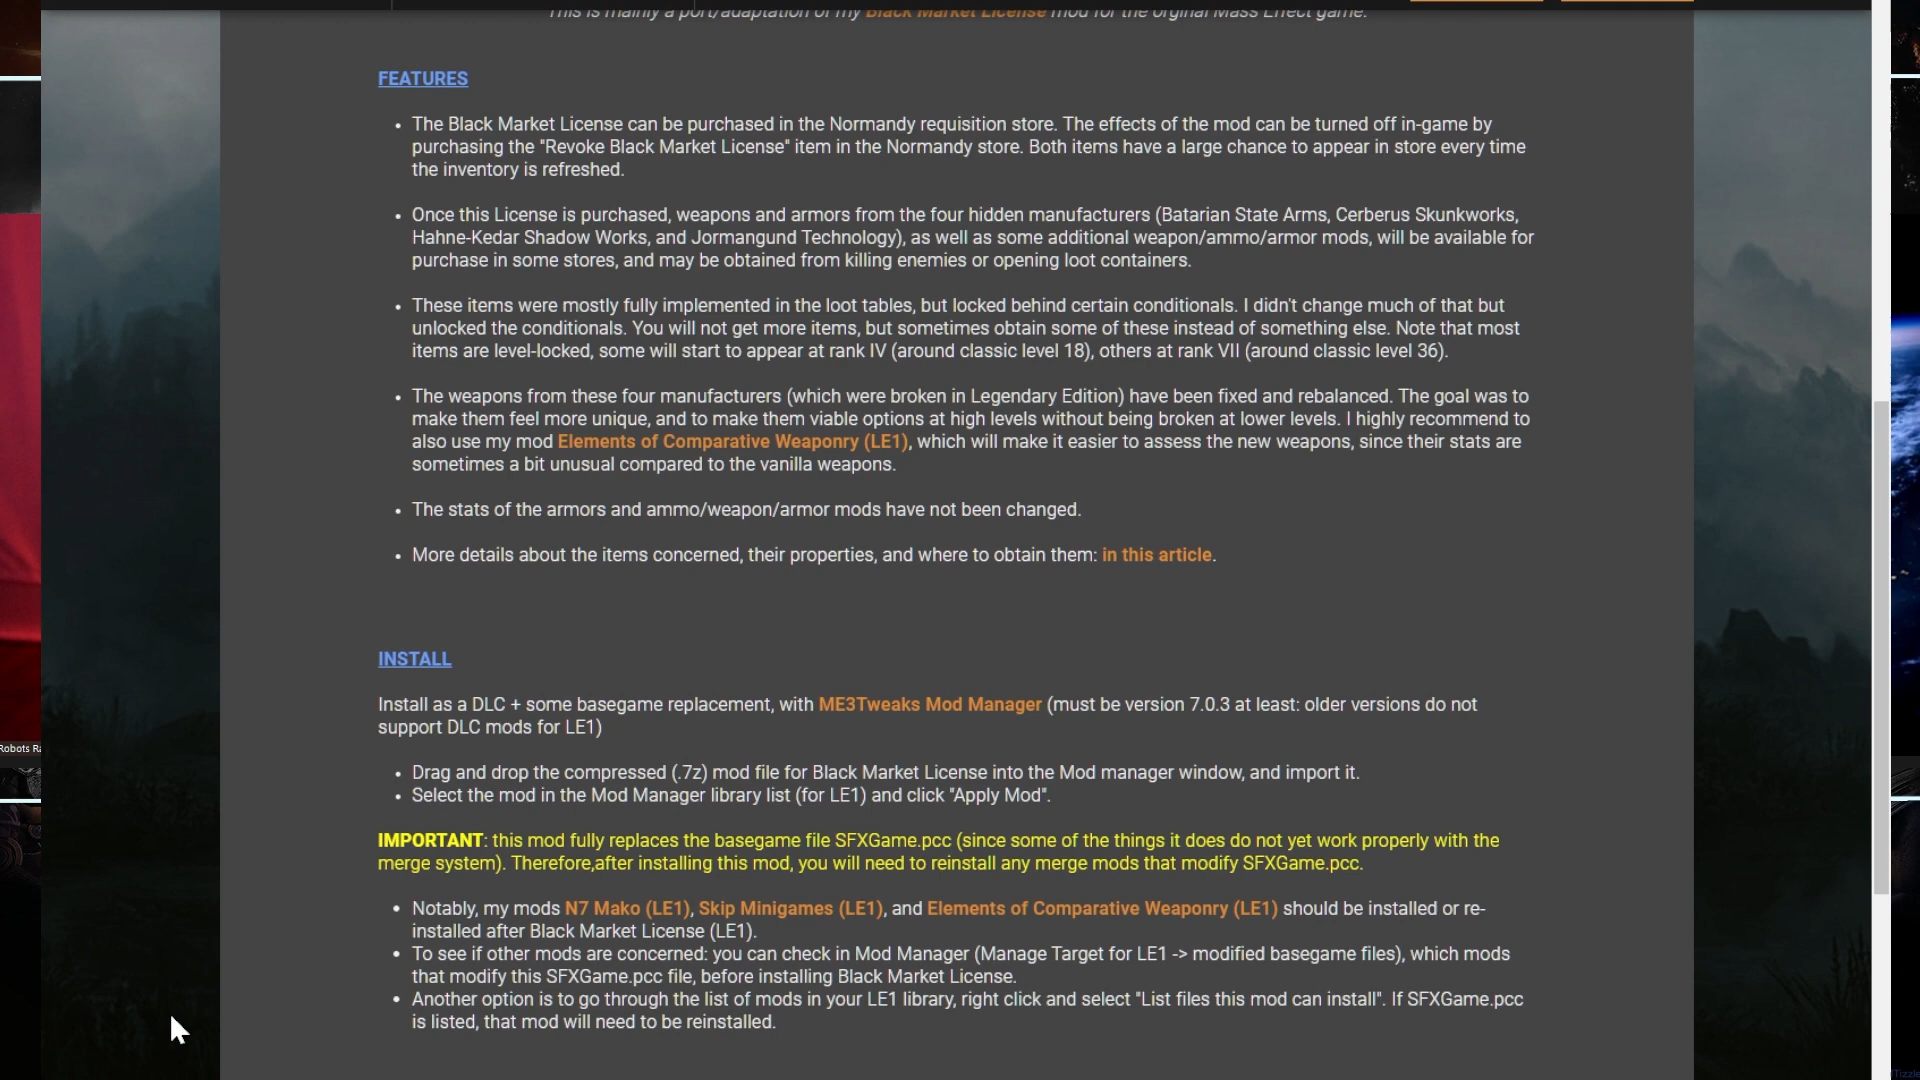 This is mainly a port/adaptation of my Black Market License mod for the orginal Mass Effect game.
FEATURES
• The Black Market License can be purchased in the Normandy requisition store. The effects of the mod can be turned off in-game by
purchasing the "Revoke Black Market License" item in the Normandy store. Both items have a large chance to appear in store every time
the inventory is refreshed.
• Once this License is purchased, weapons and armors from the four hidden manufacturers (Batarian State Arms, Cerberus Skunkworks,
Hahne-Kedar Shadow Works, and Jormangund Technology), as well as some additional weapon/ammo/armor mods, will be available for
purchase in some stores, and may be obtained from killing enemies or opening loot containers.
• These items were mostly fully implemented in the loot tables, but locked behind certain conditionals. I didn't change much of that but
unlocked the conditionals. You will not get more items, but sometimes obtain some of these instead of something else. Note that most
items are level-locked, some will start to appear at rank IV (around classic level 18), others at rank VII (around classic level 36).
• The weapons from these four manufacturers (which were broken in Legendary Edition) have been fixed and rebalanced. The goal was to
make them feel more unique, and to make them viable options at high levels without being broken at lower levels. I highly recommend to
also use my mod Elements of Comparative Weaponry (LE1), which will make it easier to assess the new weapons, since their stats are
sometimes a bit unusual compared to the vanilla weapons.
• The stats of the armors and ammo/weapon/armor mods have not been changed.
• More details about the items concerned, their properties, and where to obtain them: in this article.
INSTALL
Install as a DLC + some basegame replacement, with ME3Tweaks Mod Manager (must be version 7.0.3 at least: older versions do not
support DLC mods for LE1)
Robots Ra
• Drag and drop the compressed (.7z) mod file for Black Market License into the Mod manager window, and import it.
• Select the mod in the Mod Manager library list (for LE1) and click "Apply Mod".
IMPORTANT: this mod fully replaces the basegame file SFXGame.pcc (since some of the things it does do not yet work properly with the
merge system). Therefore,after installing this mod, you will need to reinstall any merge mods that modify SFXGame.pcc.
• Notably, my mods N7 Mako (LE1), Skip Minigames (LE1), and Elements of Comparative Weaponry (LE1) should be installed or re-
installed after Black Market License (LE1).
• To see if other mods are concerned: you can check in Mod Manager (Manage Target for LE1 -> modified basegame files), which mods
that modify this SFXGame.pcc file, before installing Black Market License.
• Another option is to go through the list of mods in your LE1 library, right click and select "List files this mod can install". If SFXGame.pcc
is listed, that mod will need to be reinstalled.